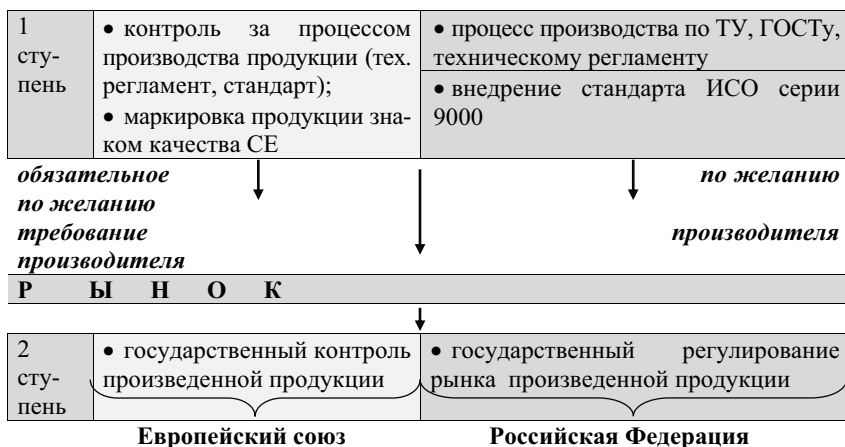 1
сту-
пень
• контроль за процессом
производства продукции (тех.
регламент, стандарт);
• маркировка продукции зна-
ком качества СЕ
• процесс производства по ТУ, ГОСТу,
техническому регламенту
• внедрение стандарта ИСО серии
9000
обязательное
по желанию
по желанию
требование
производителя
производителя
Р Ы Н О К
2
сту-
пень
• государственный контроль
произведенной продукции
• государственный регулирование
рынка произведенной продукции
Европейский союз
Российская Федерация